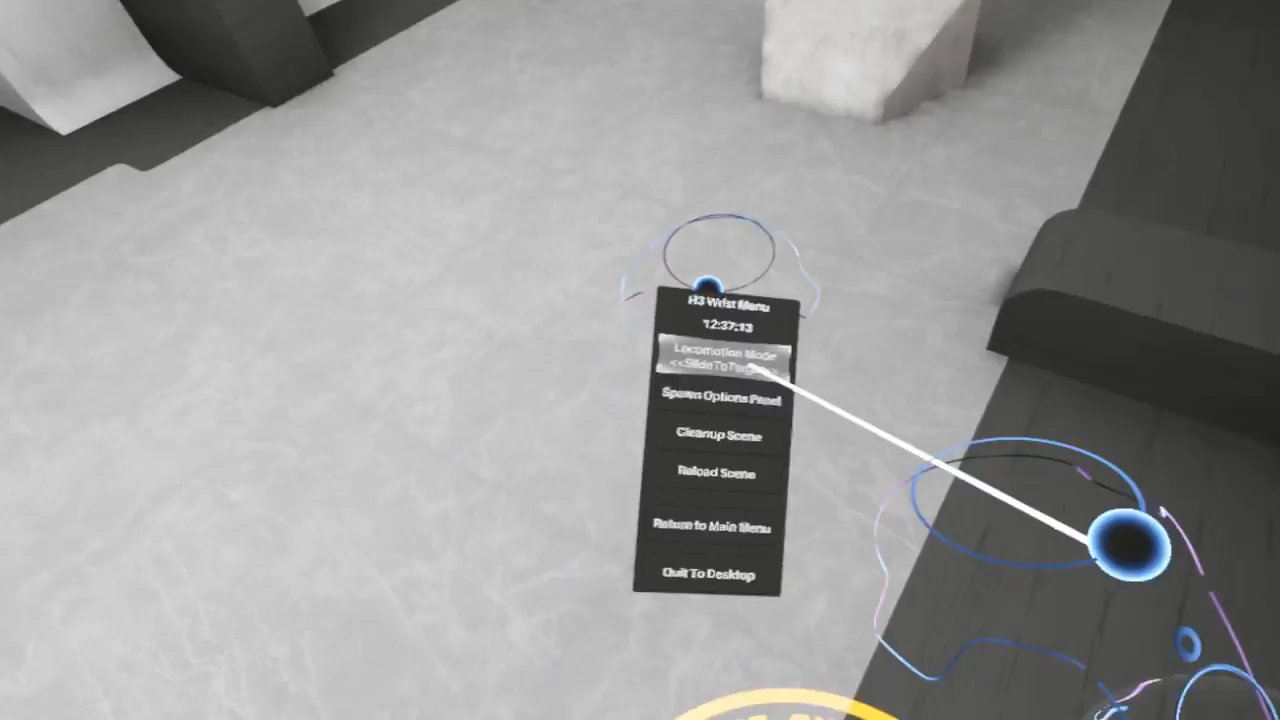 H3 Wrist Menu
12:37:13
Locomotion Mode
Spawn Options Panel
Cleanup Scene
Reload Scene
Return to Main Menu
Quit To Desktop